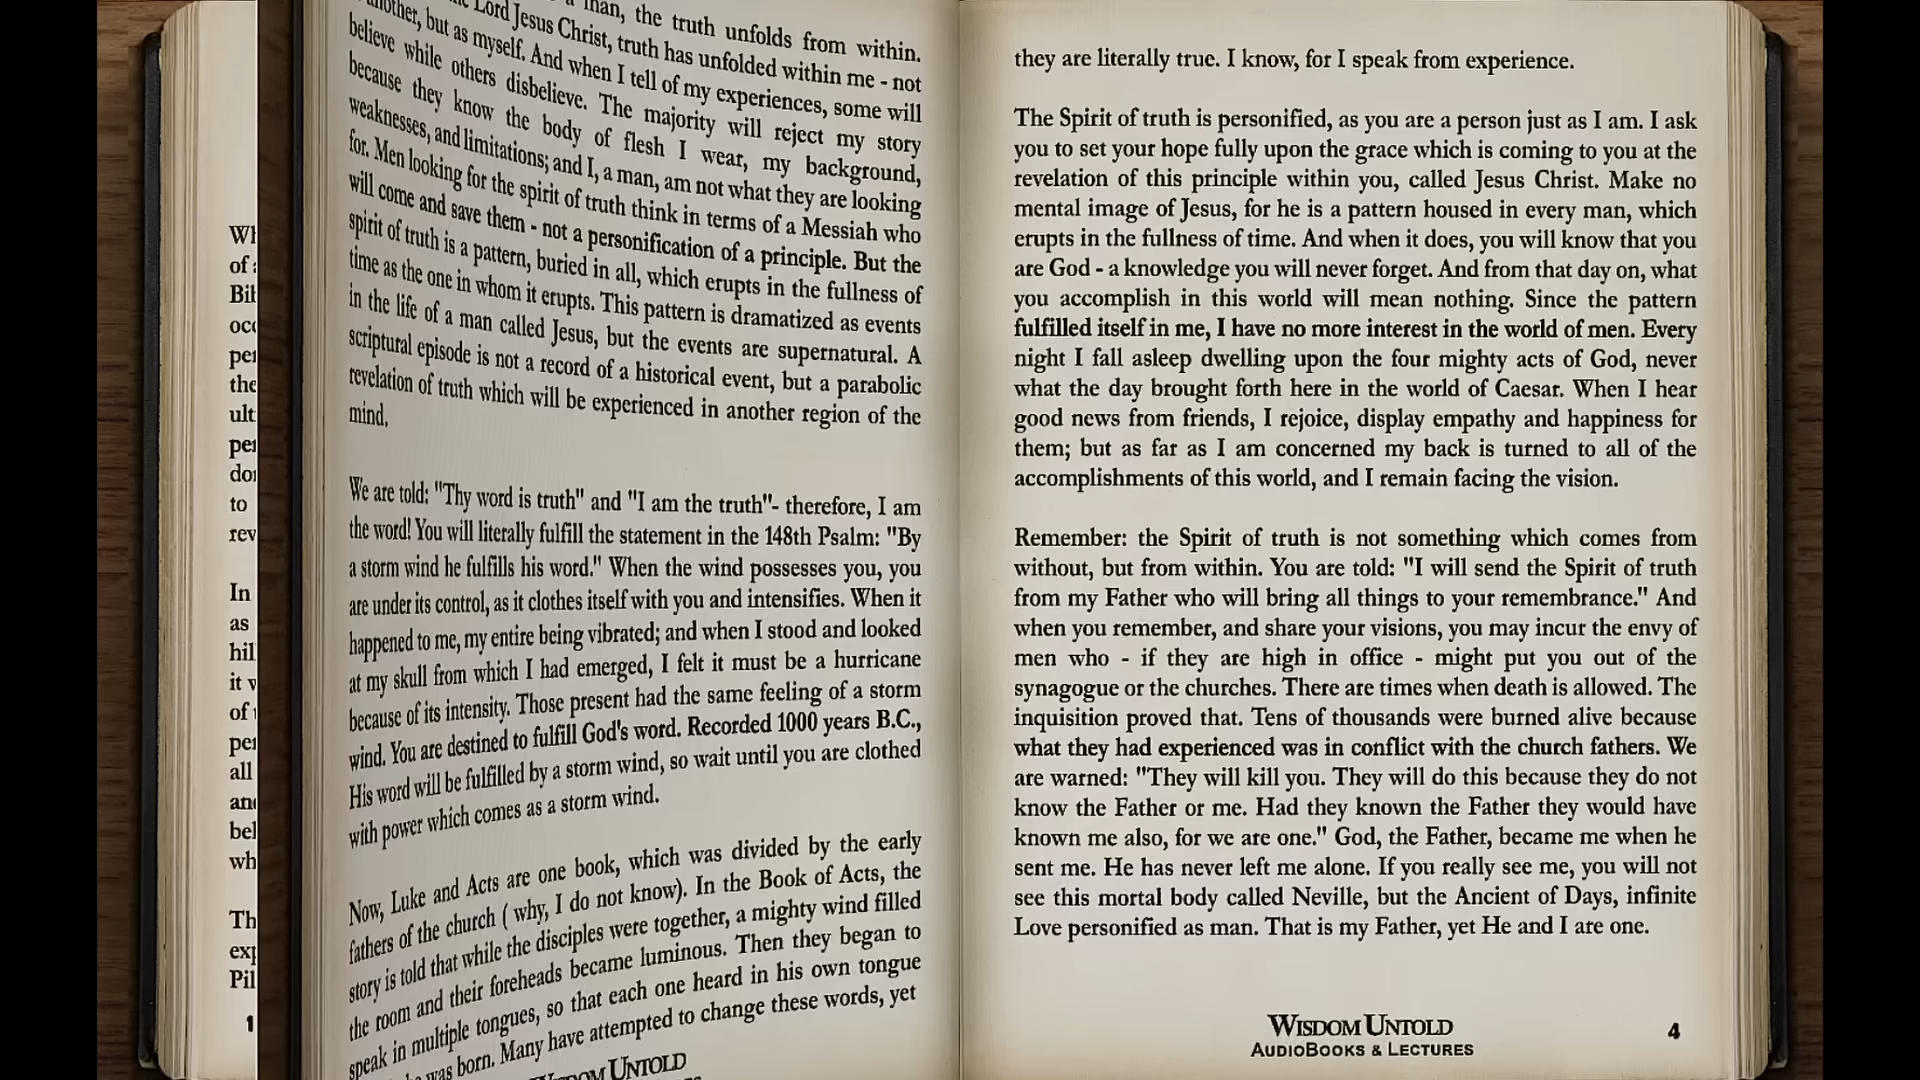 Wh
of a
Bib
occ
per
the
ult
per
dor
to
rev
In
as
hil
it w
of
per
all
and
bel
wh
Th
exp
Pil
1
man, the truth unfolds from within.
Lord Jesus Christ, truth has unfolded within me - not
another, but as myself. And when I tell of my experiences, some will
believe while others disbelieve. The majority will reject my story
because they know the body of flesh I wear, my background,
weaknesses, and limitations; and I, a man, am not what they are looking
for. Men looking for the spirit of truth think in terms of a Messiah who
will come and save them - not a personification of a principle. But the
spirit of truth is a pattern, buried in all, which erupts in the fullness of
time as the one in whom it erupts. This pattern is dramatized as events
in the life of a man called Jesus, but the events are supernatural. A
scriptural episode is not a record of a historical event, but a parabolic
revelation of truth which will be experienced in another region of the
mind.
We are told: "Thy word is truth" and "I am the truth"- therefore, I am
the word! You will literally fulfill the statement in the 148th Psalm: "By
a storm wind he fulfills his word." When the wind possesses you, you
are under its control, as it clothes itself with you and intensifies. When it
happened to me, my entire being vibrated; and when I stood and looked
at my skull from which I had emerged, I felt it must be a hurricane
because of its intensity. Those present had the same feeling of a storm
wind. You are destined to fulfill God's word. Recorded 1000 years B.C.,
His word will be fulfilled by a storm wind, so wait until you are clothed
with power which comes as a storm wind.
Now, Luke and Acts are one book, which was divided by the early
fathers of the church ( why, I do not know). In the Book of Acts, the
story is told that while the disciples were together, a mighty wind filled
the room and their foreheads became luminous. Then they began to
speak in multiple tongues, so that each one heard in his own tongue
was born. Many have attempted to change these words, yet
WISDOM UNTOLD
they are literally true. I know, for I speak from experience.
The Spirit of truth is personified, as you are a person just as I am. I ask
you to set your hope fully upon the grace which is coming to you at the
revelation of this principle within you, called Jesus Christ. Make no
mental image of Jesus, for he is a pattern housed in every man, which
erupts in the fullness of time. And when it does, you will know that you
are God - a knowledge you will never forget. And from that day on, what
you accomplish in this world will mean nothing. Since the pattern
fulfilled itself in me, I have no more interest in the world of men. Every
night I fall asleep dwelling upon the four mighty acts of God, never
what the day brought forth here in the world of Caesar. When I hear
good news from friends, I rejoice, display empathy and happiness for
them; but as far as I am concerned my back is turned to all of the
accomplishments of this world, and I remain facing the vision.
Remember: the Spirit of truth is not something which comes from
without, but from within. You are told: "I will send the Spirit of truth
from my Father who will bring all things to your remembrance." And
when you remember, and share your visions, you may incur the envy of
men who - if they are high in office - might put you out of the
synagogue or the churches. There are times when death is allowed. The
inquisition proved that. Tens of thousands were burned alive because
what they had experienced was in conflict with the church fathers. We
are warned: "They will kill you. They will do this because they do not
know the Father or me. Had they known the Father they would have
known me also, for we are one." God, the Father, became me when he
sent me. He has never left me alone. If you really see me, you will not
see this mortal body called Neville, but the Ancient of Days, infinite
Love personified as man. That is my Father, yet He and I are one.
WISDOM UNTOLD
AUDIOBOOKS & LECTURES
4